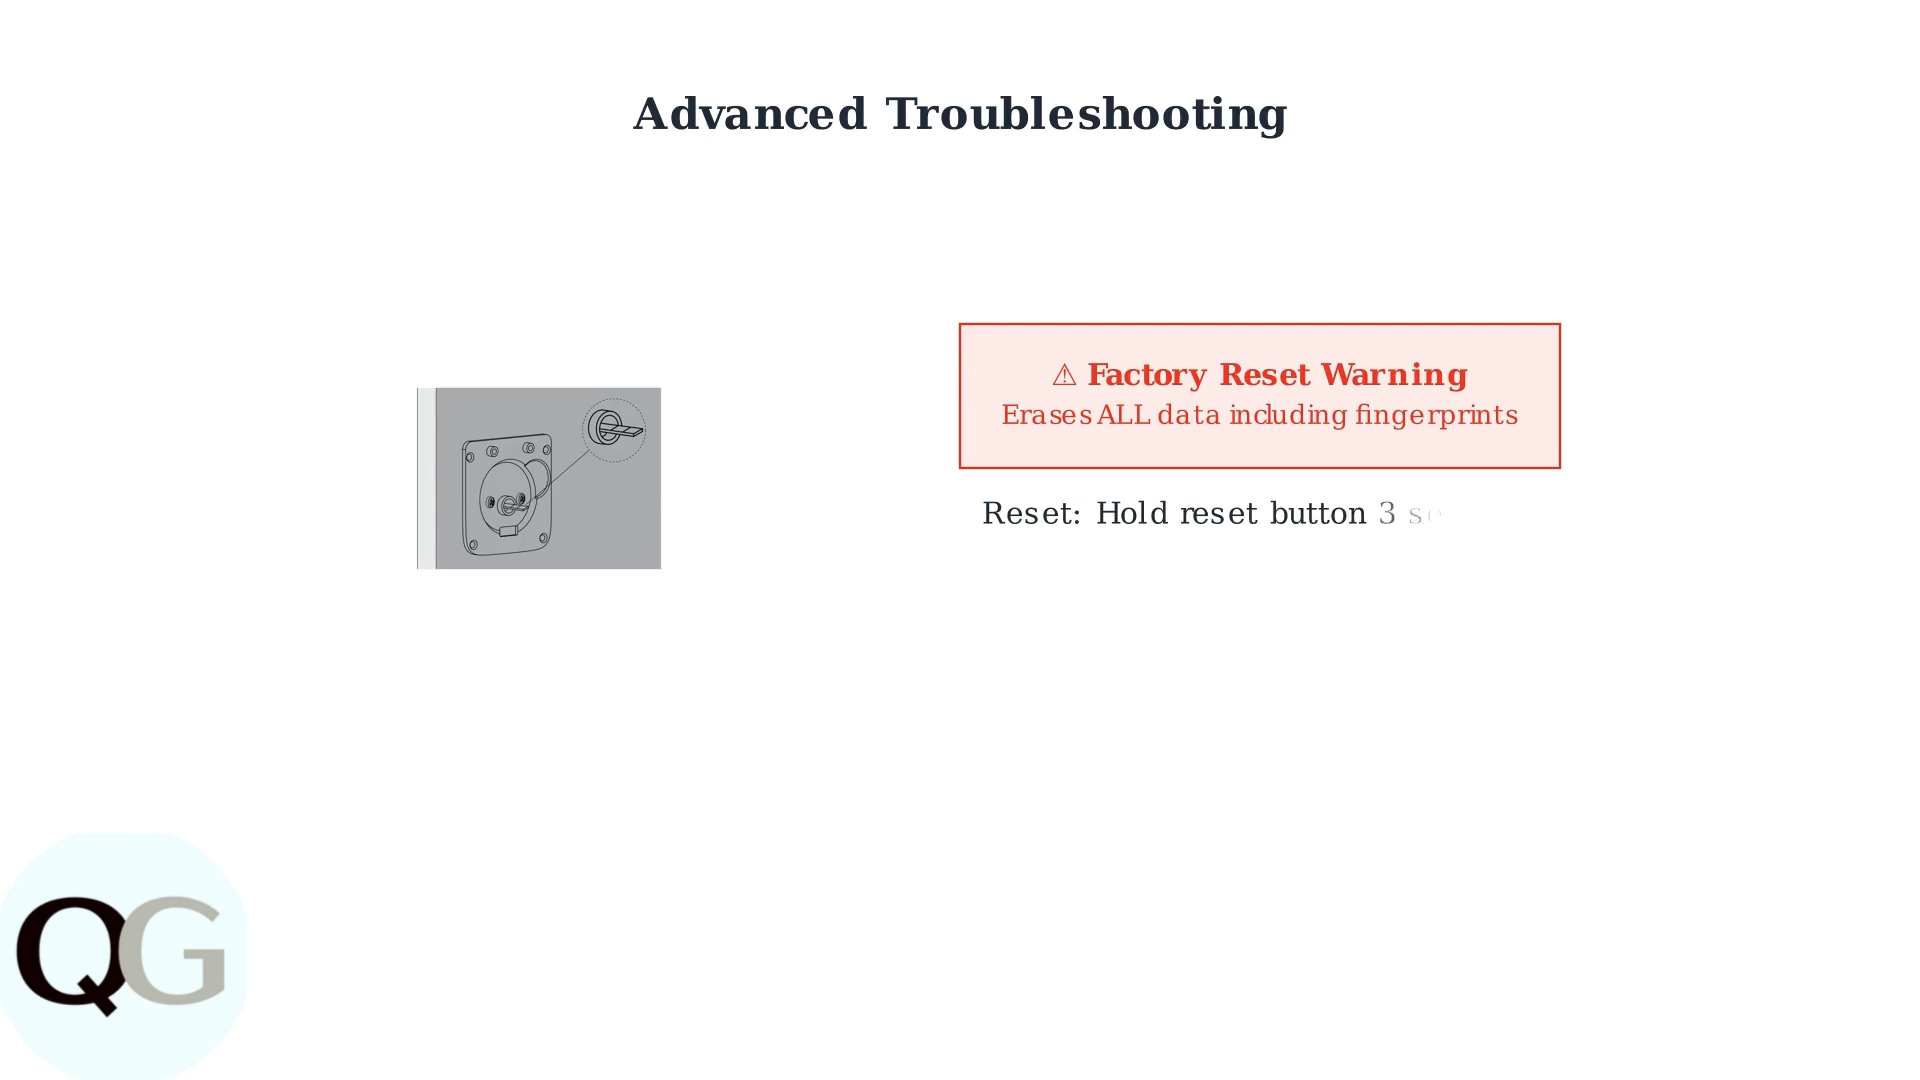 Advanced Troubleshooting
⚠ Factory Reset Warning
Erases ALL data including fingerprints
Reset: Hold reset button 3
QG